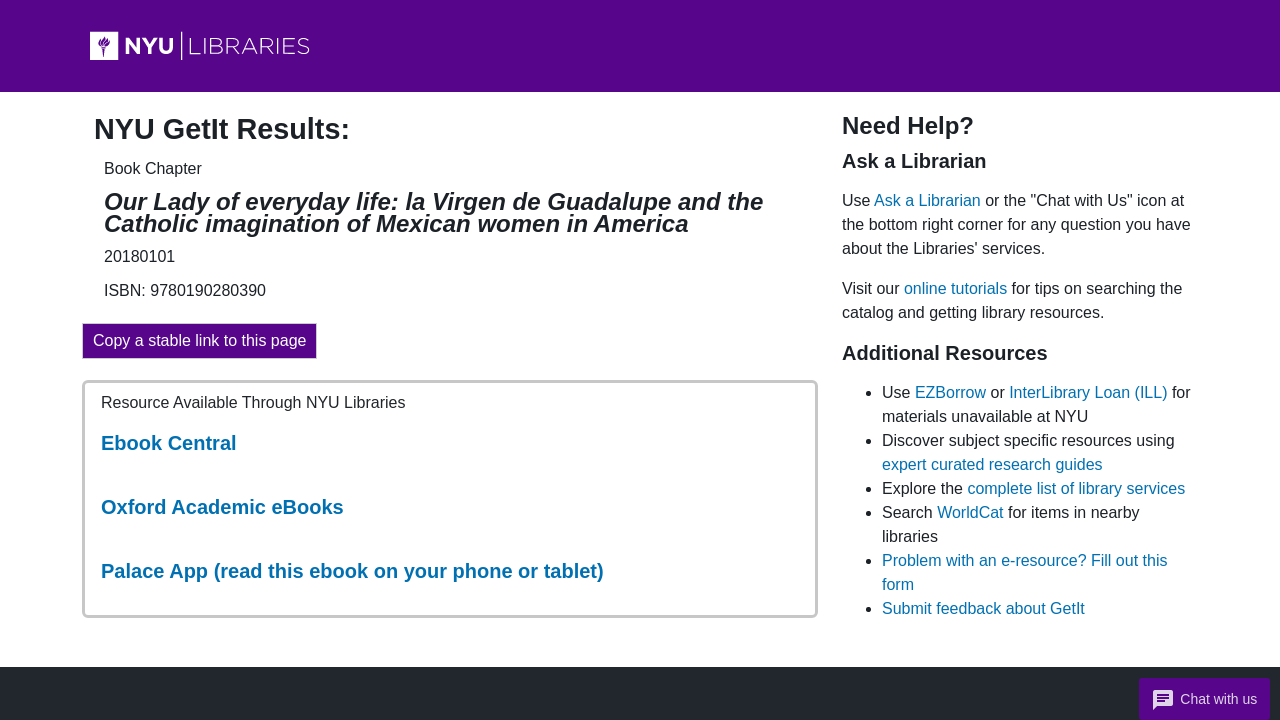 NYU LIBRARIES
NYU GetIt Results:
Book Chapter
Our Lady of everyday life: la Virgen de Guadalupe and the
Catholic imagination of Mexican women in America
20180101
ISBN: 9780190280390
Copy a stable link to this page
Resource Available Through NYU Libraries
Ebook Central
Oxford Academic eBooks
Palace App (read this ebook on your phone or tablet)
Need Help?
Ask a Librarian
Use Ask a Librarian or the "Chat with Us" icon at
the bottom right corner for any question you have
about the Libraries' services.
Visit our online tutorials for tips on searching the
catalog and getting library resources.
Additional Resources
Use EZBorrow or InterLibrary Loan (ILL) for
materials unavailable at NYU
Discover subject specific resources using
expert curated research guides
Explore the complete list of library services
Search WorldCat for items in nearby
libraries
Problem with an e-resource? Fill out this
form
Submit feedback about GetIt
Chat with us